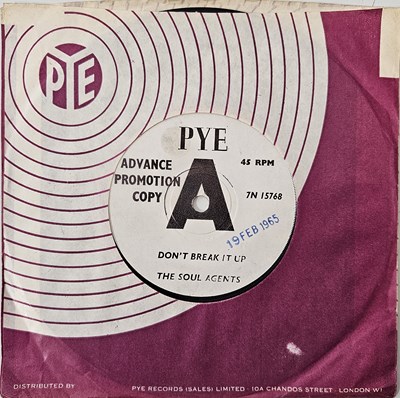 PYE
PYE
ADVANCE
PROMOTION
COPY
A
45 RPM
7N 15768
19 FEB 1965
DON'T BREAK IT UP
THE SOUL AGENTS
DISTRIBUTED BY PYE RECORDS (SALES) LIMITED · 10A CHANDOS STREET · LONDON W1